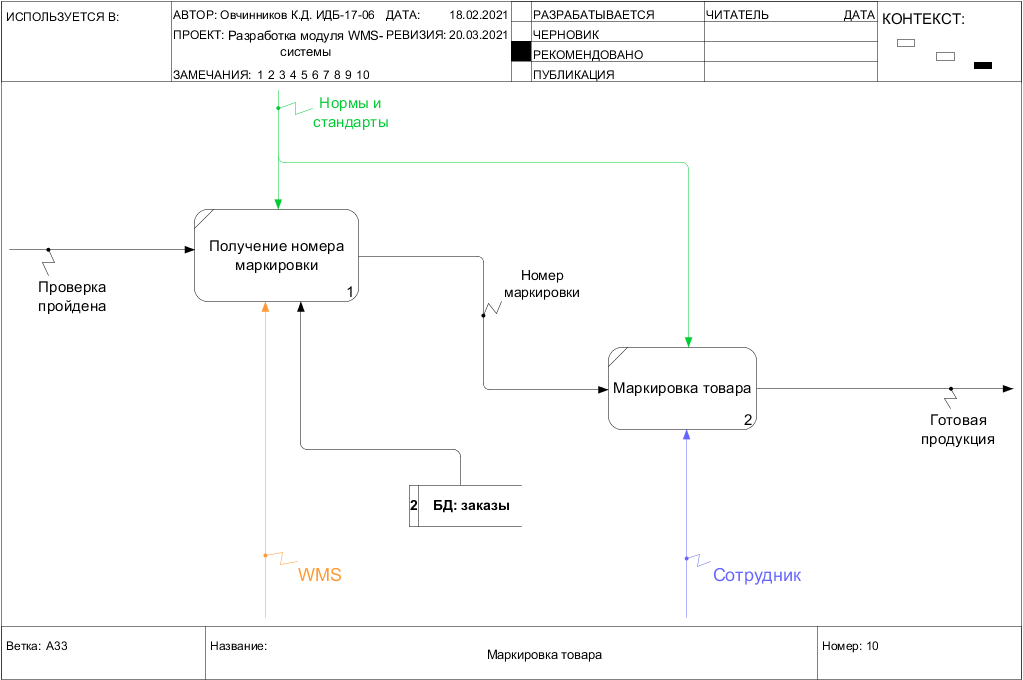 ИСПОЛЬЗУЕТСЯ В:
АВТОР: Овчинников К.Д. ИДБ-17-06 ДАТА: 18.02.2021
ПРОЕКТ: Разработка модуля WMS- РЕВИЗИЯ: 20.03.2021
системы
ЗАМЕЧАНИЯ: 1 2 3 4 5 6 7 8 9 10
РАЗРАБАТЫВАЕТСЯ
ЧЕРНОВИК
РЕКОМЕНДОВАНО
ПУБЛИКАЦИЯ
ЧИТАТЕЛЬ ДАТА
КОНТЕКСТ:
Нормы и
стандарты
Получение номера
маркировки
1
Проверка
пройдена
Номер
маркировки
Маркировка товара
2
Готовая
продукция
2 БД: заказы
WMS
Сотрудник
Ветка: A33
Название:
Маркировка товара
Номер: 10